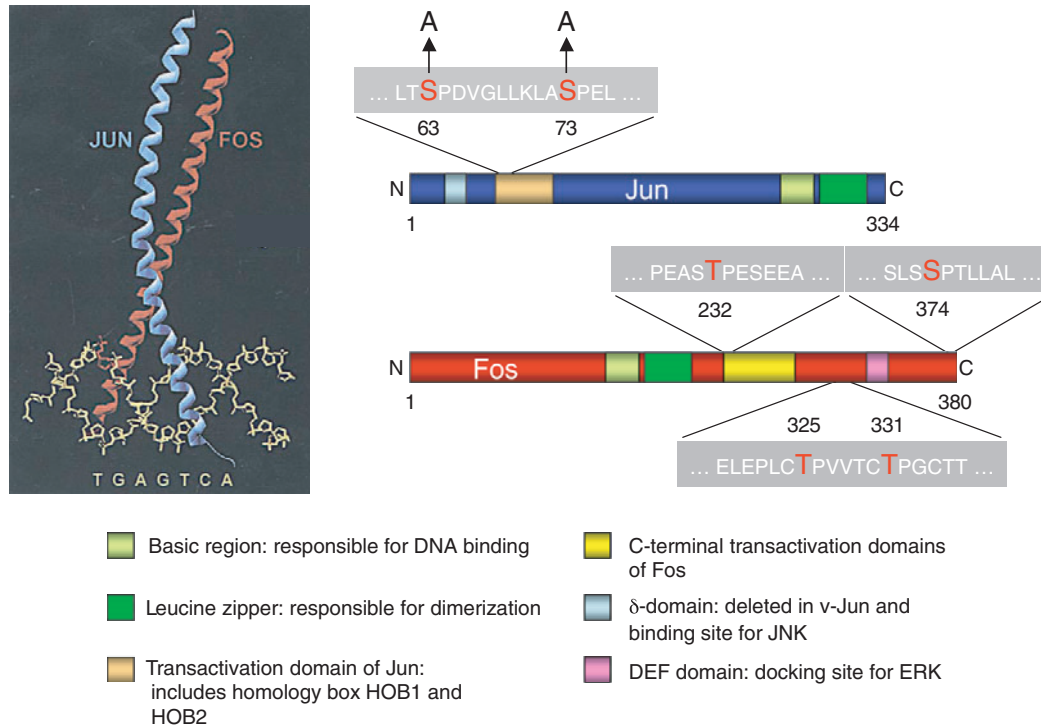 A A
... LTSPDVGLLKLASPEL ...
63 73
JUN FOS
N Jun C
1 334
... PEASTPESEEA ... ... SLSSPTLLAL ...
232 374
N Fos C
1 380
325 331
... ELEPLCTPVVTCTPGCTT ...
T G A G T C A
Basic region: responsible for DNA binding
Leucine zipper: responsible for dimerization
Transactivation domain of Jun:
includes homology box HOB1 and
HOB2
C-terminal transactivation domains
of Fos
δ-domain: deleted in v-Jun and
binding site for JNK
DEF domain: docking site for ERK